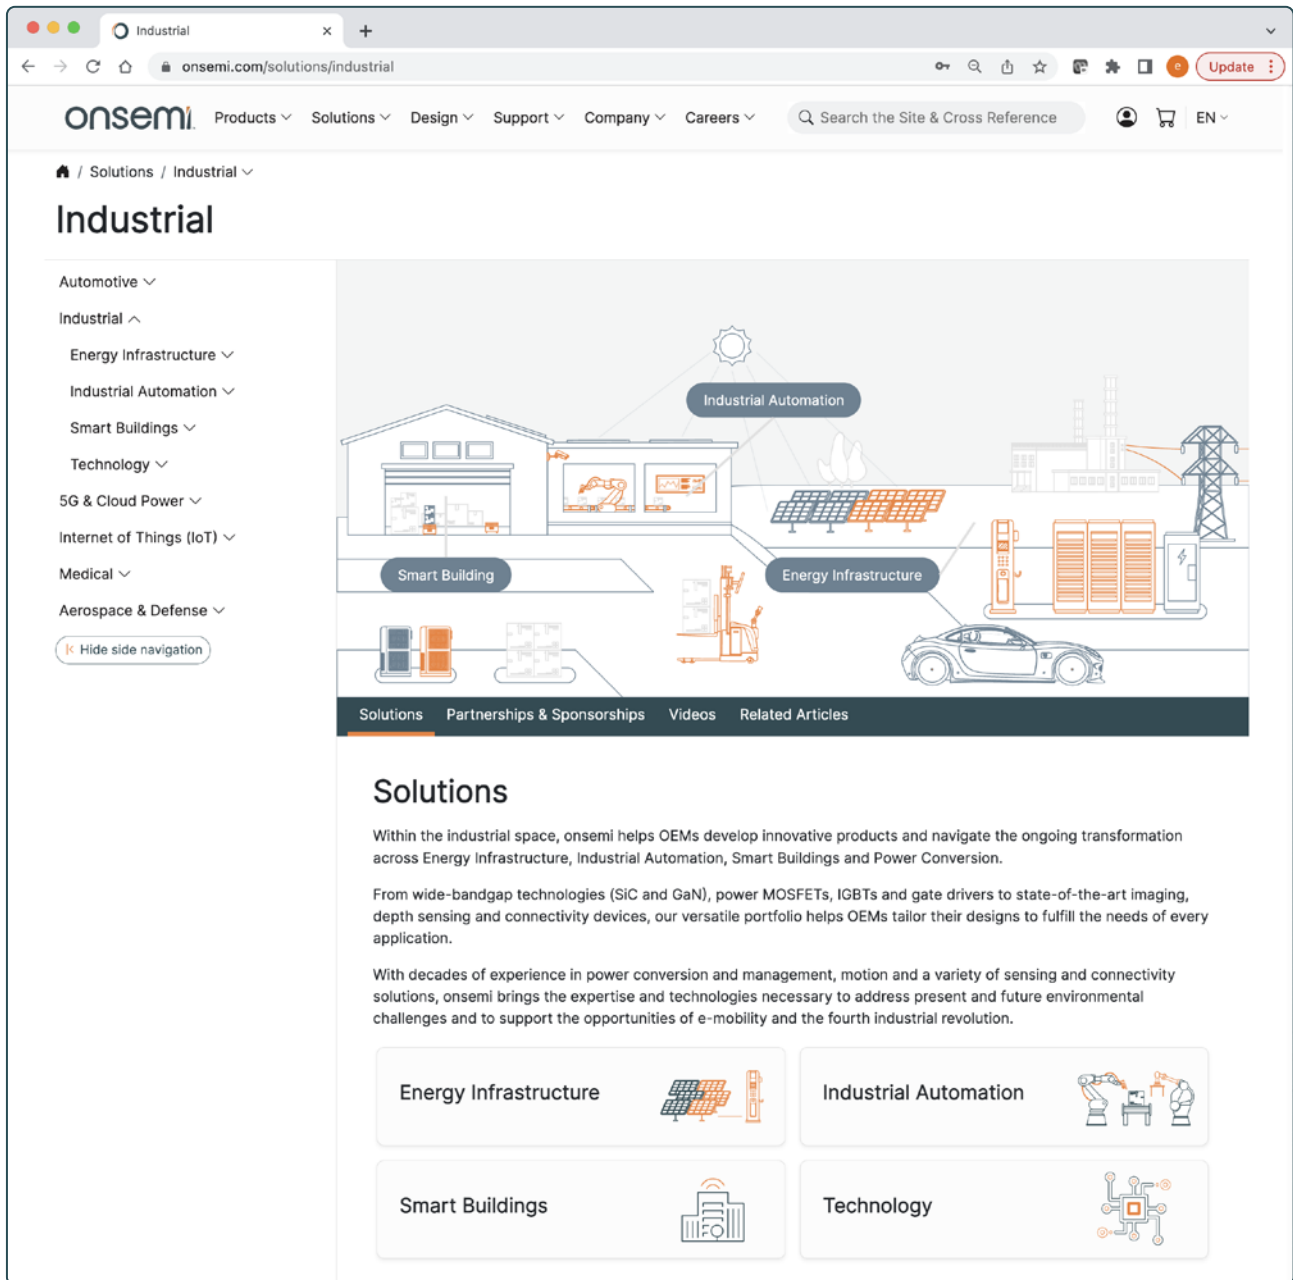 Industrial
onsemi.com/solutions/industrial
e
Update
onsemi
Products Solutions Design Support Company Careers Search the Site & Cross Reference EN
/ Solutions / Industrial
Industrial
Automotive
Industrial
Energy Infrastructure
Industrial Automation
Smart Buildings
Technology
5G & Cloud Power
Internet of Things (IoT)
Medical
Aerospace & Defense
Hide side navigation
Industrial Automation
Smart Building
Energy Infrastructure
Solutions Partnerships & Sponsorships Videos Related Articles
Solutions
Within the industrial space, onsemi helps OEMs develop innovative products and navigate the ongoing transformation
across Energy Infrastructure, Industrial Automation, Smart Buildings and Power Conversion.
From wide-bandgap technologies (SiC and GaN), power MOSFETs, IGBTs and gate drivers to state-of-the-art imaging,
depth sensing and connectivity devices, our versatile portfolio helps OEMs tailor their designs to fulfill the needs of every
application.
With decades of experience in power conversion and management, motion and a variety of sensing and connectivity
solutions, onsemi brings the expertise and technologies necessary to address present and future environmental
challenges and to support the opportunities of e-mobility and the fourth industrial revolution.
Energy Infrastructure
Industrial Automation
Smart Buildings
Technology